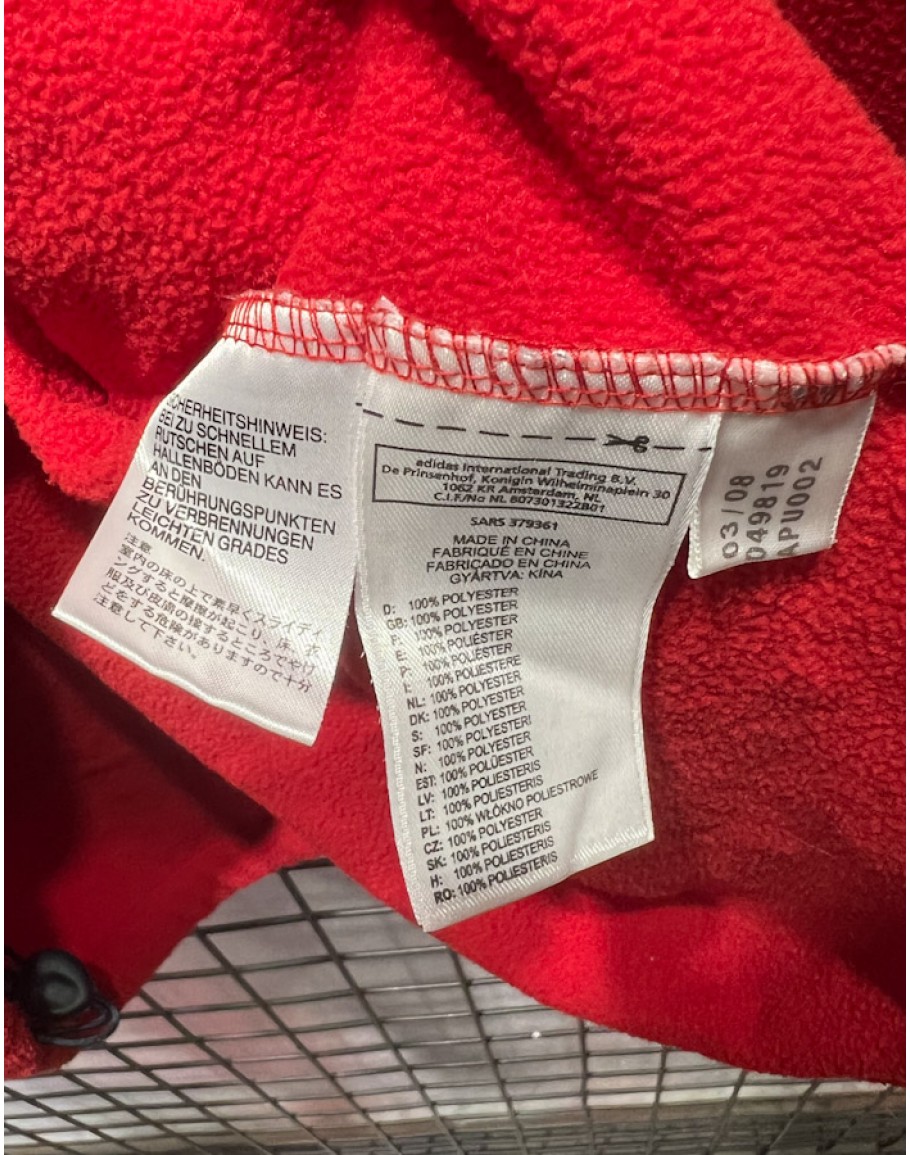 SICHERHEITSHINWEIS:
BEI ZU SCHNELLEM
RUTSCHEN AUF
HALLENBÖDEN KANN ES
AN DEN
BERÜHRUNGSPUNKTEN
ZU VERBRENNUNGEN
LEICHTEN GRADES
KOMMEN.
注意
室内の床の上で素早くスライディ
ングすると摩擦が起こり、床、衣
服及び皮膚の接するところでやけ
どをする危険がありますので十分
注意して下さい。
adidas International Trading B.V.
De Prinsenhof, Konigin Wilhelminaplein 30
1062 KR Amsterdam, NL
C.I.F/No NL 807301322B01
SARS 379361
MADE IN CHINA
FABRIQUÉ EN CHINE
FABRICADO EN CHINA
GYÁRTVA: KÍNA
D: 100% POLYESTER
GB: 100% POLYESTER
F: 100% POLYESTER
E: 100% POLIÉSTER
P: 100% POLIÉSTER
I: 100% POLIESTERE
NL: 100% POLYESTER
DK: 100% POLYESTER
S: 100% POLYESTER
SF: 100% POLYESTERI
N: 100% POLYESTER
EST: 100% POLÜESTER
LV: 100% POLIESTERIS
LT: 100% POLIESTERIS
PL: 100% WŁÓKNO POLIESTROWE
CZ: 100% POLYESTER
SK: 100% POLIESTERIS
H: 100% POLIESTERIS
RO: 100% POLIESTERIS
03/08
049819
APU002